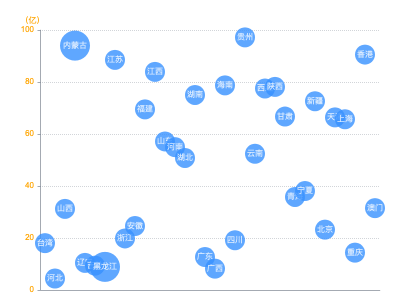 (亿)
100
贵州
内蒙古
香港
江苏
江西
80
海南
西
陕西
湖南
新疆
福建
甘肃
天
上海
60
山
河南
云南
湖北
40
宁夏
青
山西
澳门
安徽
北京
20
浙江
四川
台湾
重庆
广东
辽
黑龙江
广西
河北
0